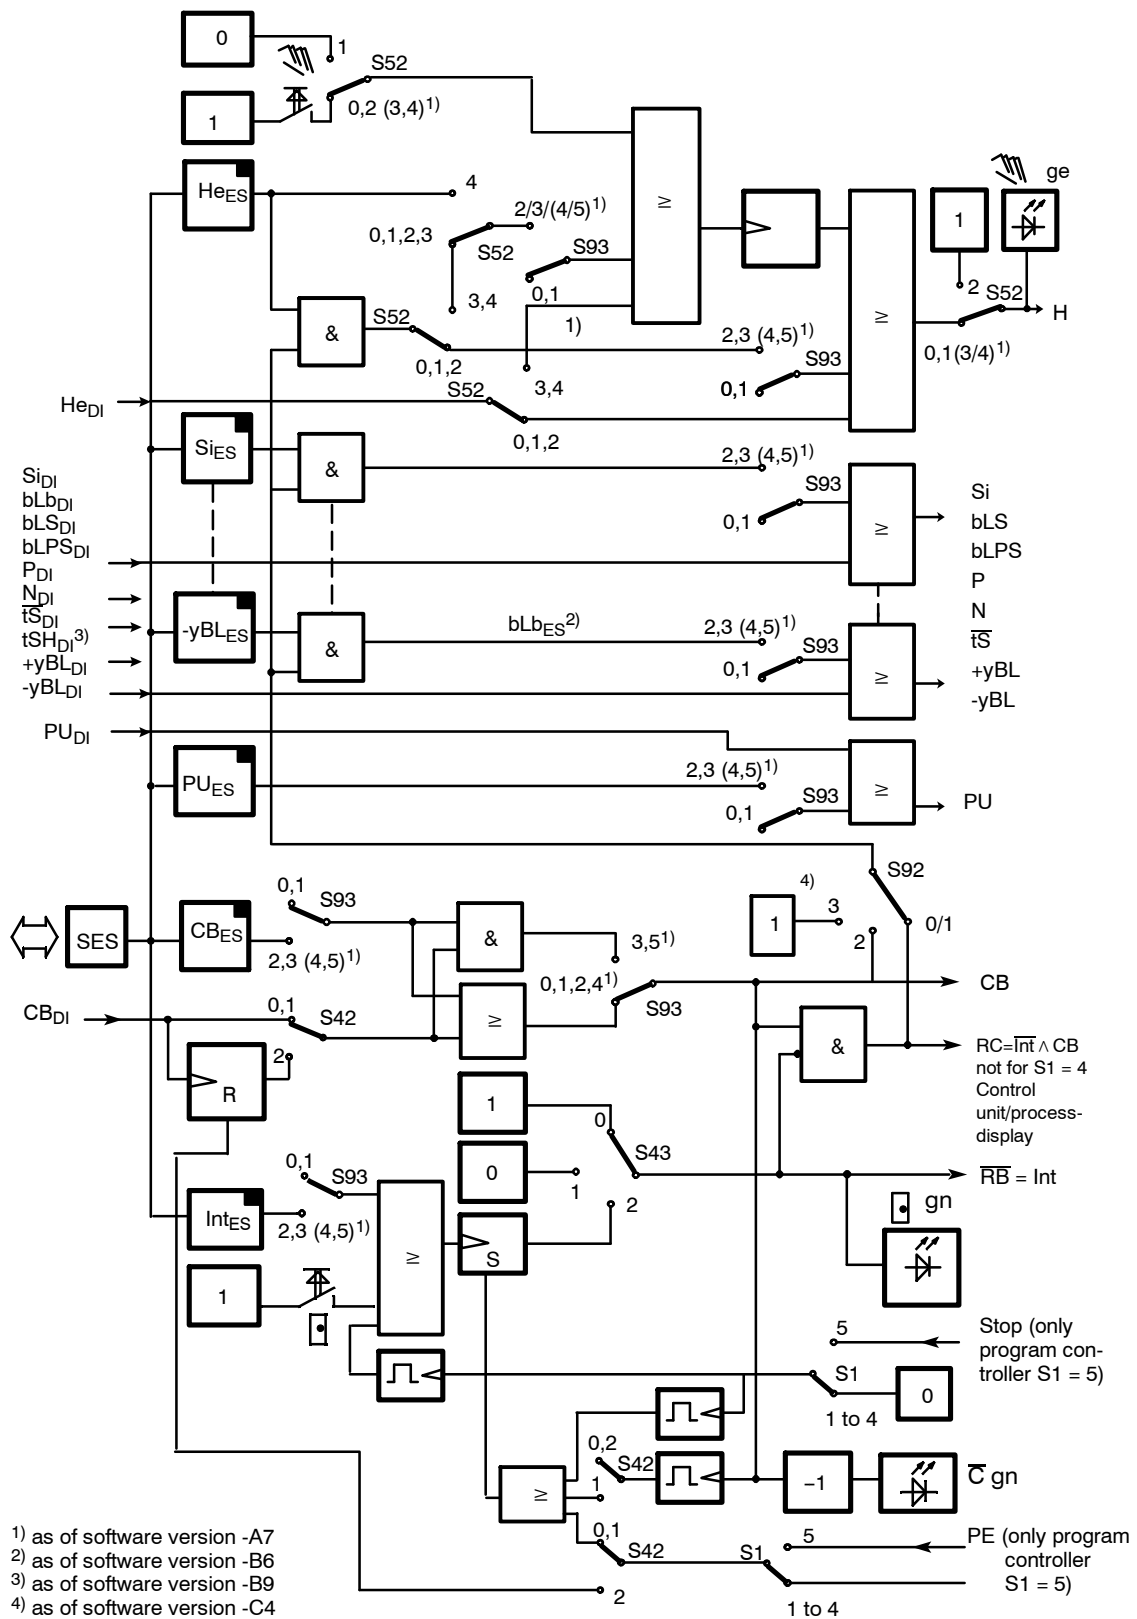 0
1
S52
1
0,2 (3,4)1)
HeES
4
2/3/(4/5)1)
0,1,2,3
S52
S93
0,1
3,4
1)
≥
1
ge
2
S52
H
0,1(3/4)1)
&
S52
0,1,2
2,3 (4,5)1)
S93
0,1
≥
3,4
HeDI
S52
0,1,2
SiES
&
2,3 (4,5)1)
S93
0,1
≥
SiDI
bLbDI
bLSDI
bLPSDI
PDI
NDI
t̅S̅DI
tSHDI3)
+yBLDI
-yBLDI
Si
bLS
bLPS
P
N
t̅S̅
+yBL
-yBL
-yBLES
&
bLbES2)
2,3 (4,5)1)
S93
0,1
≥
PUDI
PUES
2,3 (4,5)1)
S93
0,1
≥
PU
S92
4)
1
3
2
0/1
SES
0,1
S93
CBES
2,3 (4,5)1)
&
3,51)
0,1,2,41)
S93
≥
CB
CBDI
0,1
S42
2
R
&
RC=I̅n̅t̅ ∧ CB
not for S1 = 4
Control
unit/process-
display
1
0
0
S43
1
2
R̅B̅ = Int
gn
0,1
S93
IntES
2,3 (4,5)1)
≥
S
1
5
Stop (only
program con-
troller S1 = 5)
S1
0
1 to 4
0,2
S42
≥
1
−1
C̅ gn
0,1
S42
2
S1
5
PE (only program
controller
S1 = 5)
1 to 4
1) as of software version -A7
2) as of software version -B6
3) as of software version -B9
4) as of software version -C4